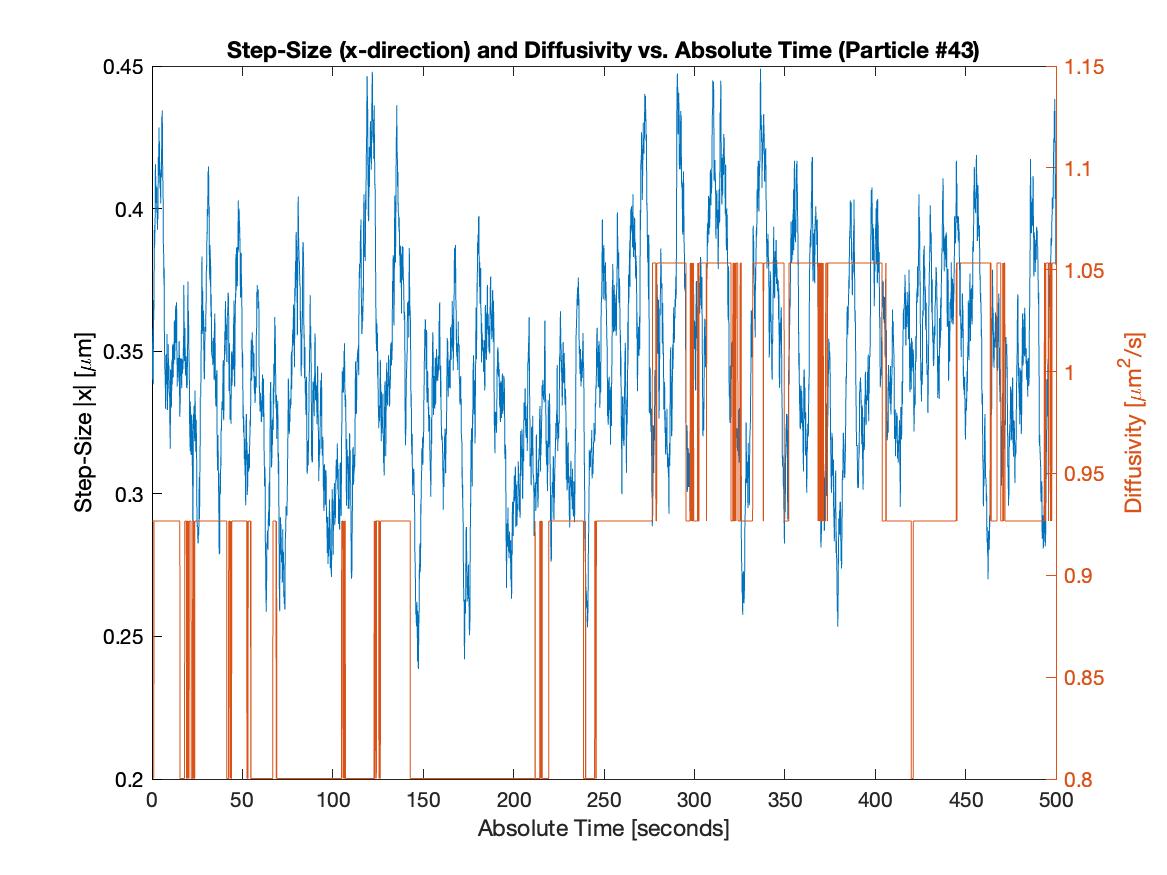 Step-Size (x-direction) and Diffusivity vs. Absolute Time (Particle #43)
0.45
0.4
0.35
0.3
0.25
0.2
Step-Size |x| [μm]
1.15
1.1
1.05
1
0.95
0.9
0.85
0.8
Diffusivity [μm²/s]
0 50 100 150 200 250 300 350 400 450 500
Absolute Time [seconds]